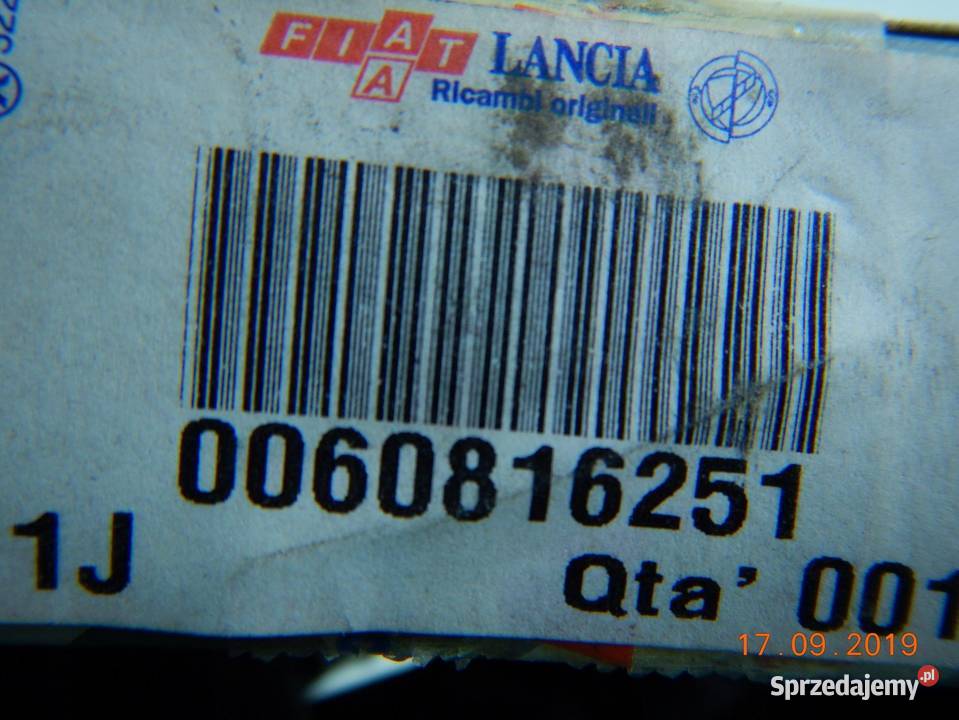 FIAT LANCIA
A
Ricambi originali
0060816251
1J
Qta' 001
17.09.2019
Sprzedajemy.pl